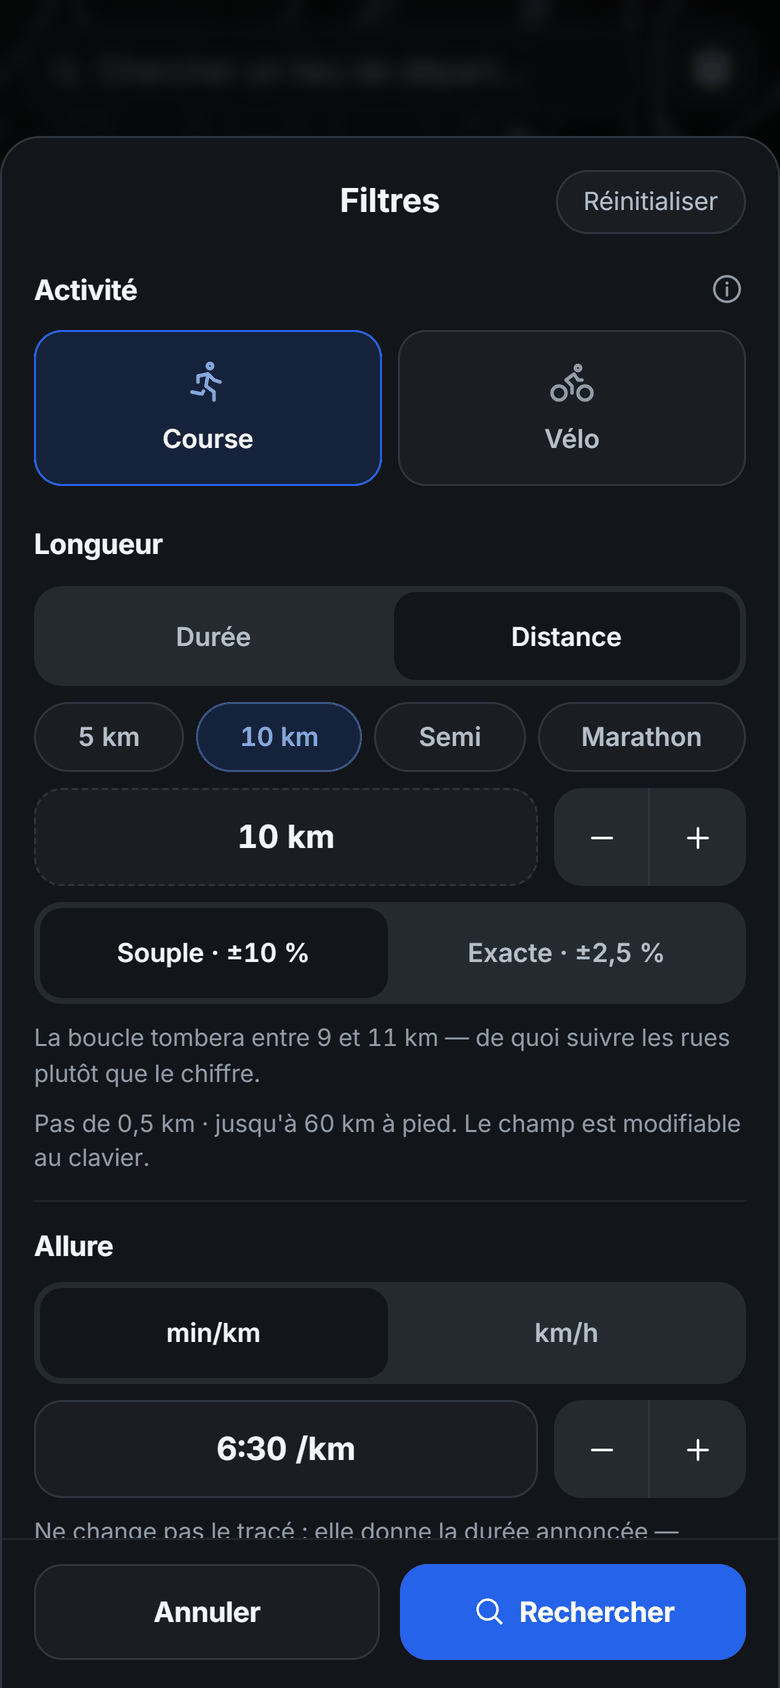 Filtres
Réinitialiser
Activité
Course
Vélo
Longueur
Durée
Distance
5 km
10 km
Semi
Marathon
10 km
Souple · ±10 %
Exacte · ±2,5 %
La boucle tombera entre 9 et 11 km — de quoi suivre les rues
plutôt que le chiffre.
Pas de 0,5 km · jusqu'à 60 km à pied. Le champ est modifiable
au clavier.
Allure
min/km
km/h
6:30 /km
Ne change pas le tracé : elle donne la durée annoncée —
Annuler
Rechercher